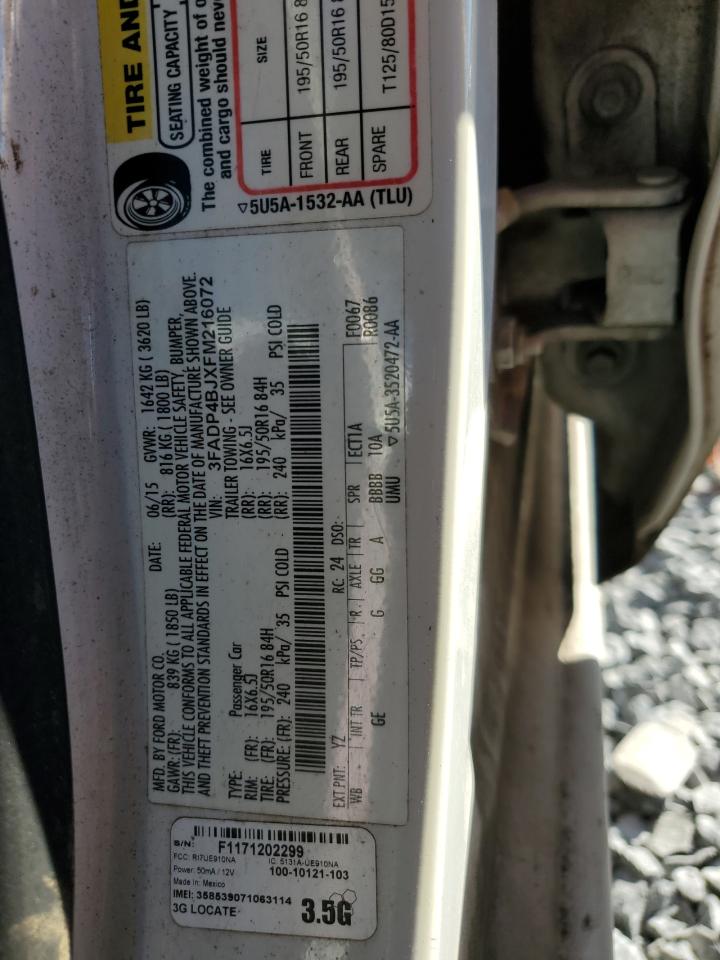 TIRE AND
SEATING CAPACITY
The combined weight of o
and cargo should neve
TIRE SIZE
FRONT 195/50R16 8
REAR 195/50R16 8
SPARE T125/80D15
▽5U5A-1532-AA (TLU)
MFD. BY FORD MOTOR CO.
DATE: 06/15 GVWR: 1642 KG ( 3620 LB)
GAWR: (FR): 839 KG (1850 LB) (RR): 816 KG (1800 LB)
THIS VEHICLE CONFORMS TO ALL APPLICABLE FEDERAL MOTOR VEHICLE SAFETY, BUMPER,
AND THEFT PREVENTION STANDARDS IN EFFECT ON THE DATE OF MANUFACTURE SHOWN ABOVE.
VIN: 3FADP4BJXFM216072
TYPE: Passenger Car TRAILER TOWING - SEE OWNER GUIDE
RIM: (FR): 16X6.5J (RR): 16X6.5J
TIRE: (FR): 195/50R16 84H (RR): 195/50R16 84H
PRESSURE: (FR): 240 kPa/ 35 PSI COLD (RR): 240 kPa/ 35 PSI COLD
EXT PNT: YZ RC: 24 DSO: F0067
R0086
WB INT TR TP/PS R AXLE TR SPR ECT1A
GE G GG A BBBB 10A
UMU ▽5U5A-3520472-AA
S/N: F1171202299
FCC: RI7UE910NA IC: 5131A-UE910NA
Power: 50mA / 12V 100-10121-103
Made in: Mexico
IMEI: 358539071063114
3G LOCATE 3.5G